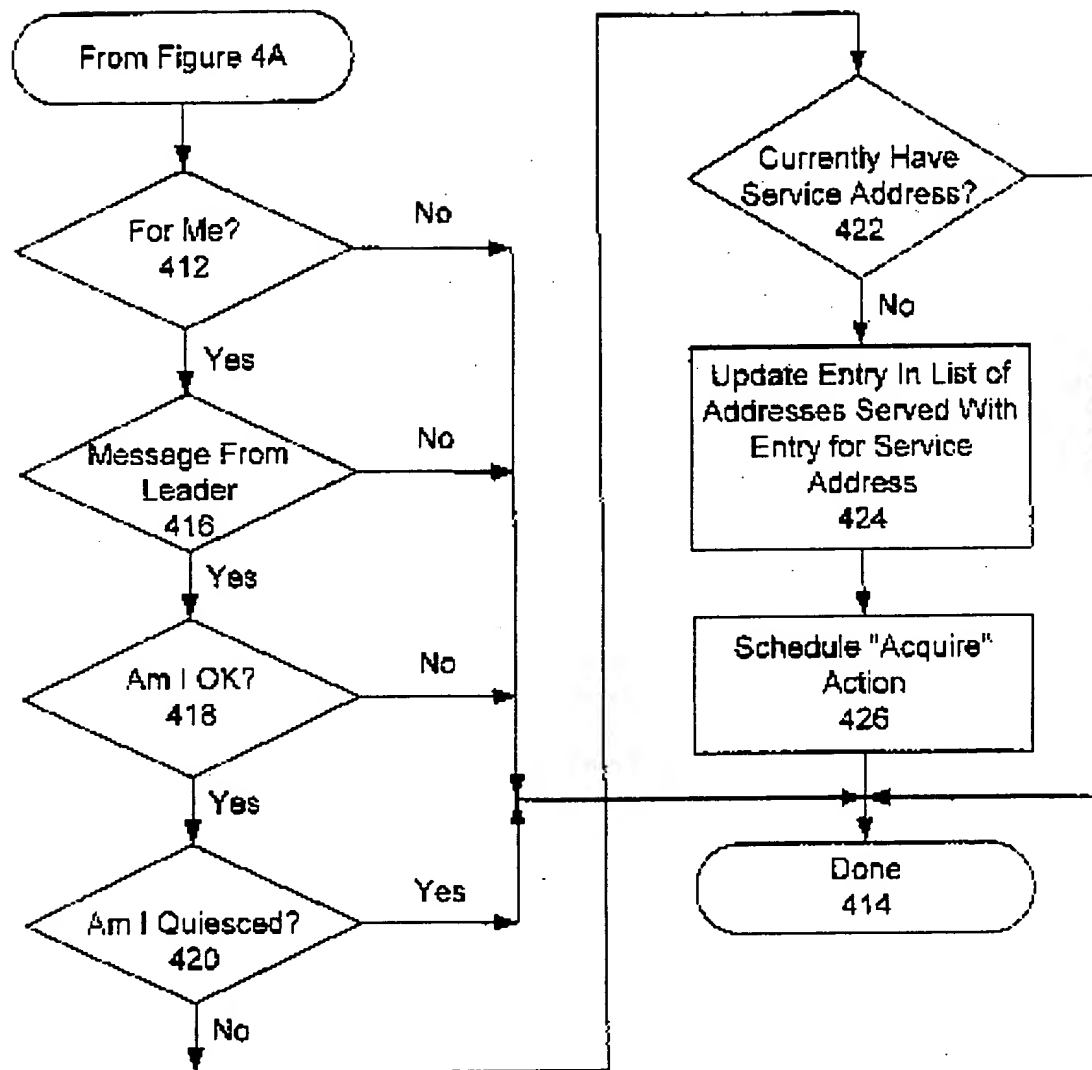 From Figure 4A
For Me?
412
No
Yes
Message From
Leader
416
No
Yes
Am I OK?
418
No
Yes
Am I Quiesced?
420
Yes
No
Currently Have
Service Address?
422
No
Update Entry In List of
Addresses Served With
Entry for Service
Address
424
Schedule "Acquire"
Action
426
Done
414